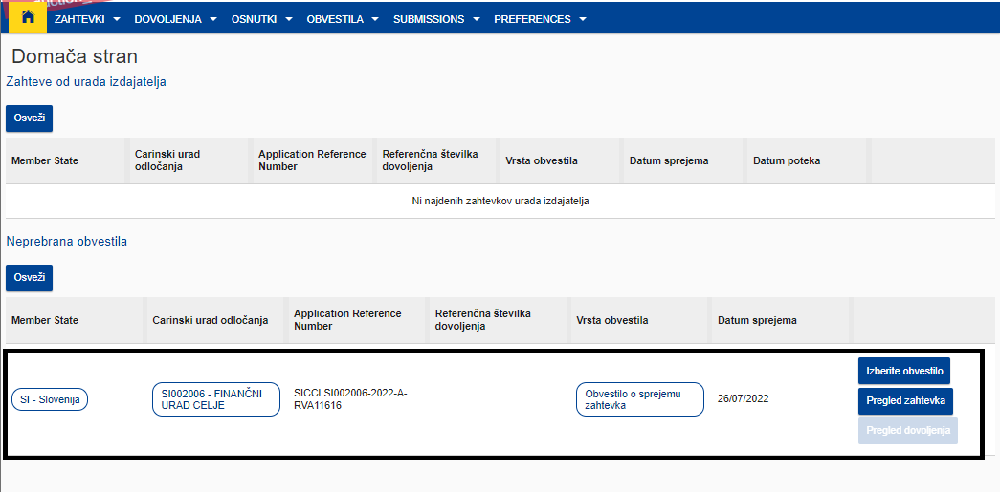 ZAHTEVKI DOVOLJENJA OSNUTKI OBVESTILA SUBMISSIONS PREFERENCES
Domača stran
Zahteve od urada izdajatelja
Osveži
Member State Carinski urad odločanja Application Reference Number Referenčna številka dovoljenja Vrsta obvestila Datum sprejema Datum poteka
Ni najdenih zahtevkov urada izdajatelja
Neprebrana obvestila
Osveži
Member State Carinski urad odločanja Application Reference Number Referenčna številka dovoljenja Vrsta obvestila Datum sprejema
SI - Slovenija
SI002006 - FINANČNI
URAD CELJE
SICCLSI002006-2022-A-
RVA11616
Obvestilo o sprejemu
zahtevka
26/07/2022
Izberite obvestilo
Pregled zahtevka
Pregled dovoljenja